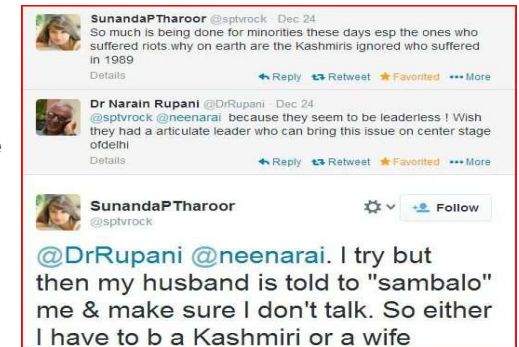 SunandaPTharoor @sptvrock · Dec 24
So much is being done for minorities these days esp the ones who
suffered riots.why on earth are the Kashmiris ignored who suffered
in 1989
Details Reply Retweet Favorited More
Dr Narain Rupani @DrRupani · Dec 24
@sptvrock @neenarai because they seem to be leaderless ! Wish
they had a articulate leader who can bring this issue on center stage
ofdelhi
Details Reply Retweet Favorited More
SunandaPTharoor
@sptvrock
Follow
@DrRupani @neenarai. I try but
then my husband is told to "sambalo"
me & make sure I don't talk. So either
I have to b a Kashmiri or a wife